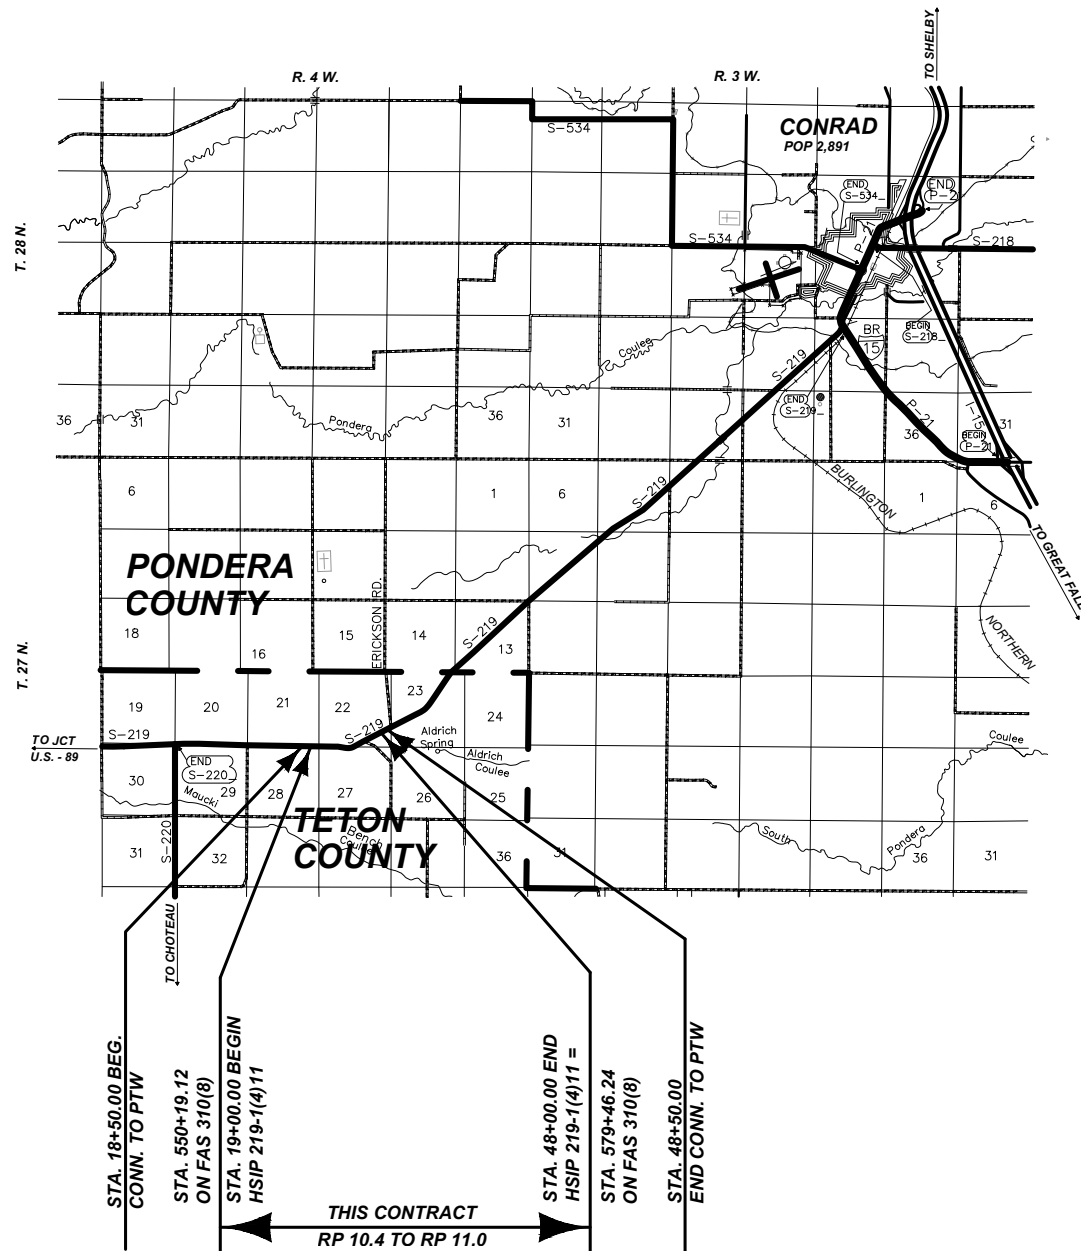 TO SHELBY
R. 4 W.
R. 3 W.
CONRAD
POP 2,891
S-534
END
S-534
END
P-2
T. 28 N.
S-534
P-21
S-218
BR
15
BEGIN
S-218
Coulee
S-219
END
S-219
P-21
I-15
36
31
Pondera
36
31
36
31
BEGIN
P-21
6
1
6
S-219
BURLINGTON
1
6
TO GREAT FALL
PONDERA
COUNTY
ERICKSON RD.
18
16
15
14
13
S-219
NORTHERN
T. 27 N.
19
20
21
22
23
24
S-219
S-219
TO JCT
U.S. - 89
Aldrich
Spring
Aldrich
Coulee
Coulee
END
S-220
30
29
28
27
26
25
Maucki
TETON
COUNTY
Bench
Coulee
S-220
31
32
36
31
South
Pondera
36
31
TO CHOTEAU
STA. 18+50.00 BEG.
CONN. TO PTW
STA. 550+19.12
ON FAS 310(8)
STA. 19+00.00 BEGIN
HSIP 219-1(4)11
STA. 48+00.00 END
HSIP 219-1(4)11 =
STA. 579+46.24
ON FAS 310(8)
STA. 48+50.00
END CONN. TO PTW
THIS CONTRACT
RP 10.4 TO RP 11.0